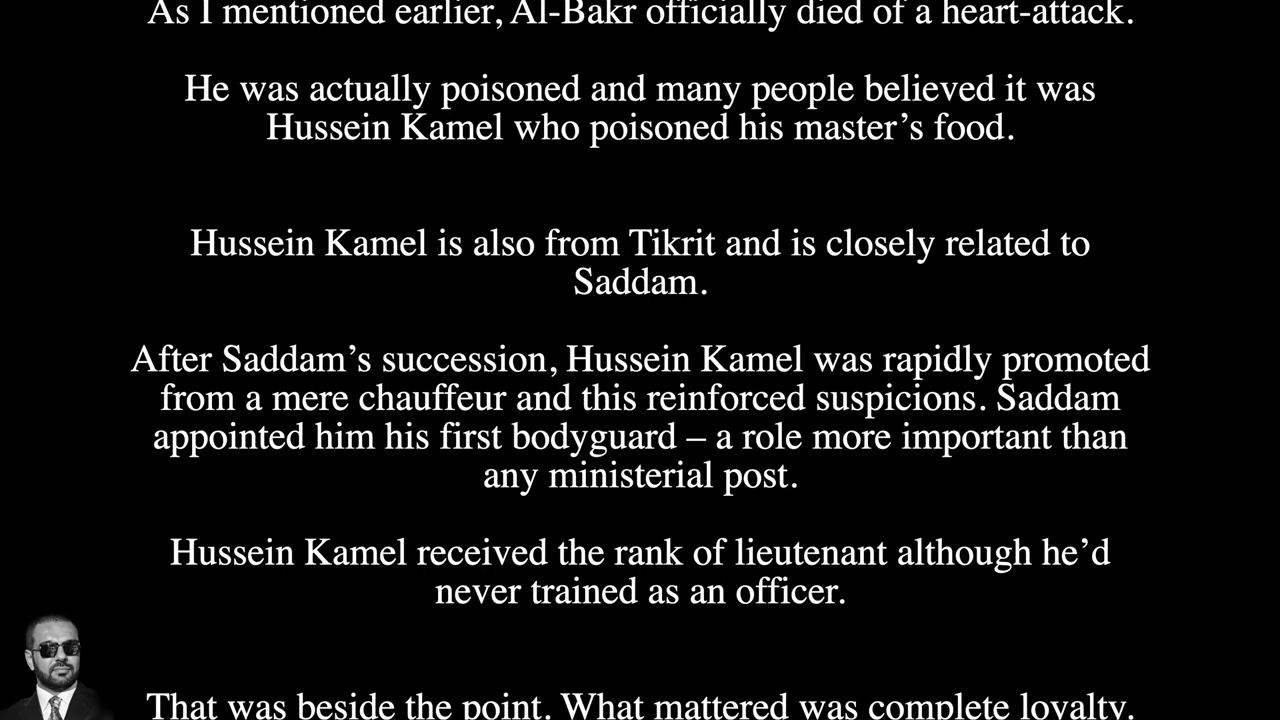 As I mentioned earlier, Al-Bakr officially died of a heart-attack.
He was actually poisoned and many people believed it was
Hussein Kamel who poisoned his master’s food.
Hussein Kamel is also from Tikrit and is closely related to
Saddam.
After Saddam’s succession, Hussein Kamel was rapidly promoted
from a mere chauffeur and this reinforced suspicions. Saddam
appointed him his first bodyguard – a role more important than
any ministerial post.
Hussein Kamel received the rank of lieutenant although he’d
never trained as an officer.
That was beside the point. What mattered was complete loyalty.